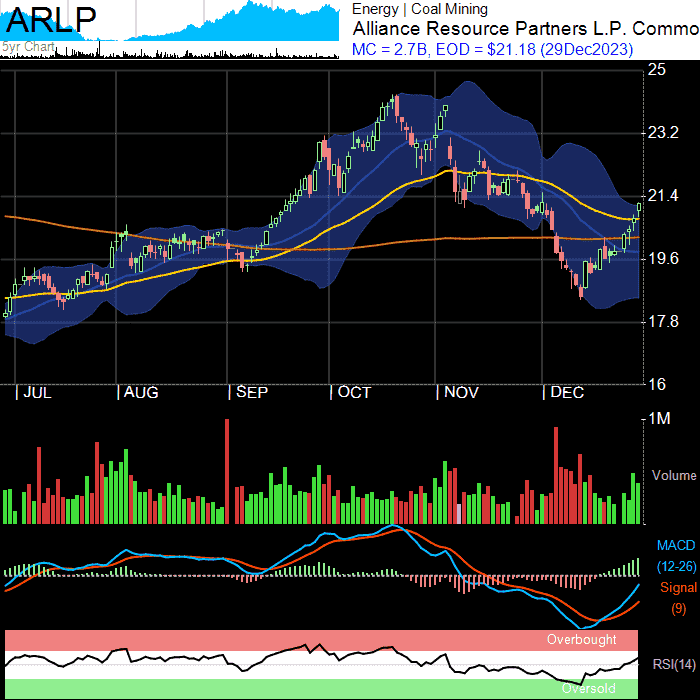 ARLP
5yr Chart
Energy | Coal Mining
Alliance Resource Partners L.P. Commo
MC = 2.7B, EOD = $21.18 (29Dec2023)
25
23.2
21.4
19.6
17.8
16
| JUL | AUG | SEP | OCT | NOV | DEC
1M
Volume
MACD
(12-26)
Signal
(9)
Overbought
RSI(14)
Oversold